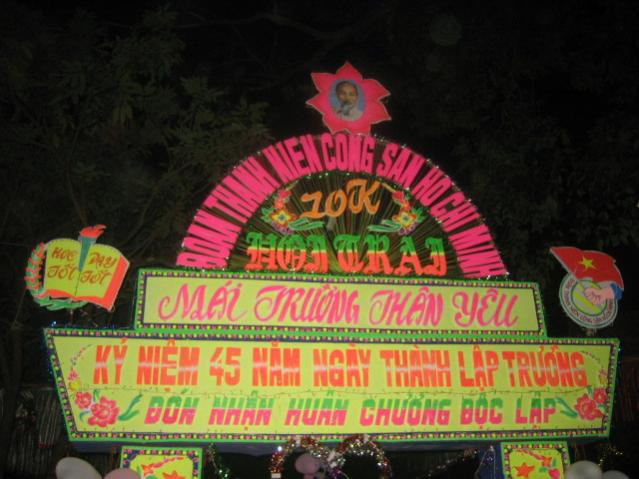 ĐOÀN THANH NIÊN CỘNG SẢN HỒ CHÍ MINH
10K
HỘI TRẠI
HỌC TỐT
DẠY TỐT
MÁI TRƯỜNG THÂN YÊU
KỶ NIỆM 45 NĂM NGÀY THÀNH LẬP TRƯỜNG
ĐÓN NHẬN HUÂN CHƯƠNG ĐỘC LẬP